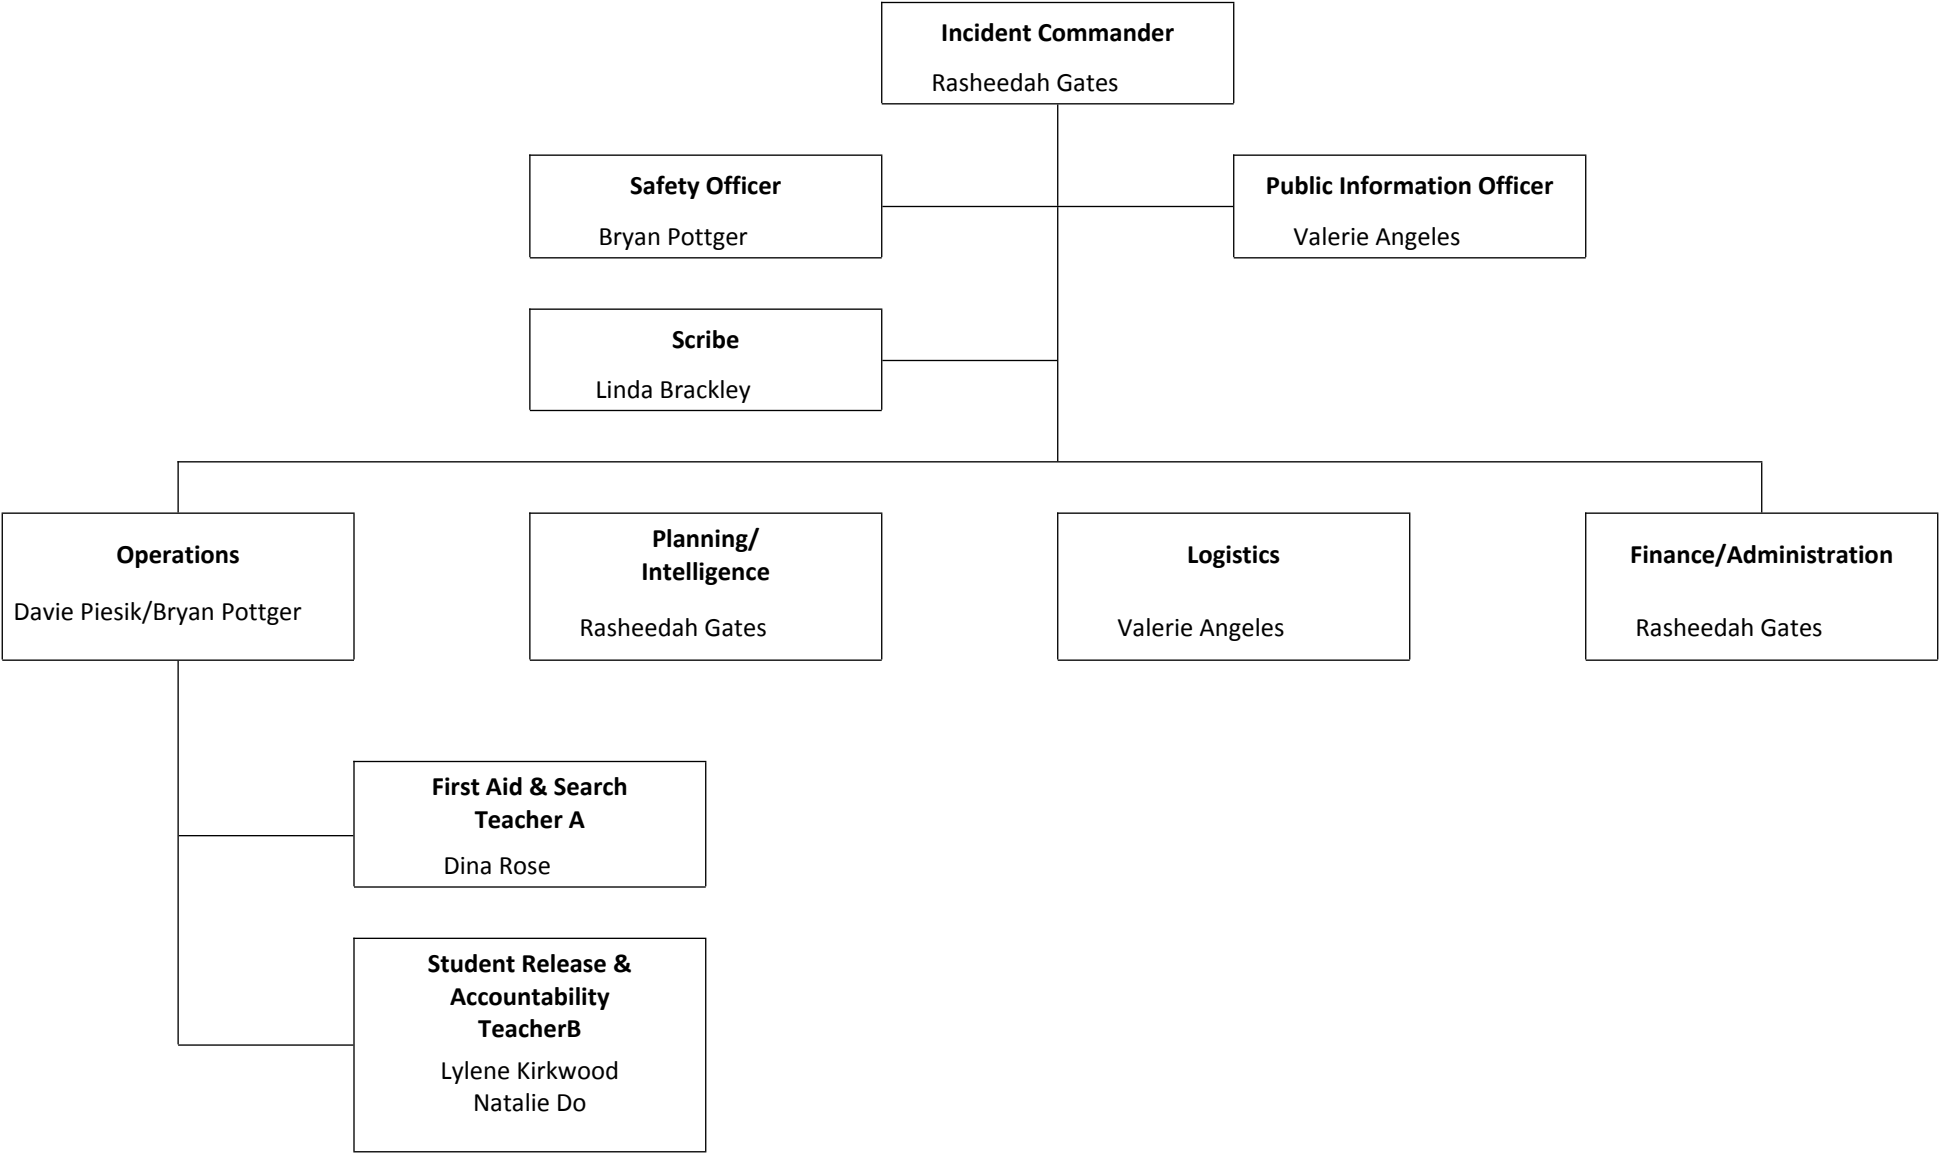 Incident Commander
Rasheedah Gates
Safety Officer
Bryan Pottger
Public Information Officer
Valerie Angeles
Scribe
Linda Brackley
Operations
Davie Piesik/Bryan Pottger
Planning/
Intelligence
Rasheedah Gates
Logistics
Valerie Angeles
Finance/Administration
Rasheedah Gates
First Aid & Search
Teacher A
Dina Rose
Student Release &
Accountability
TeacherB
Lylene Kirkwood
Natalie Do